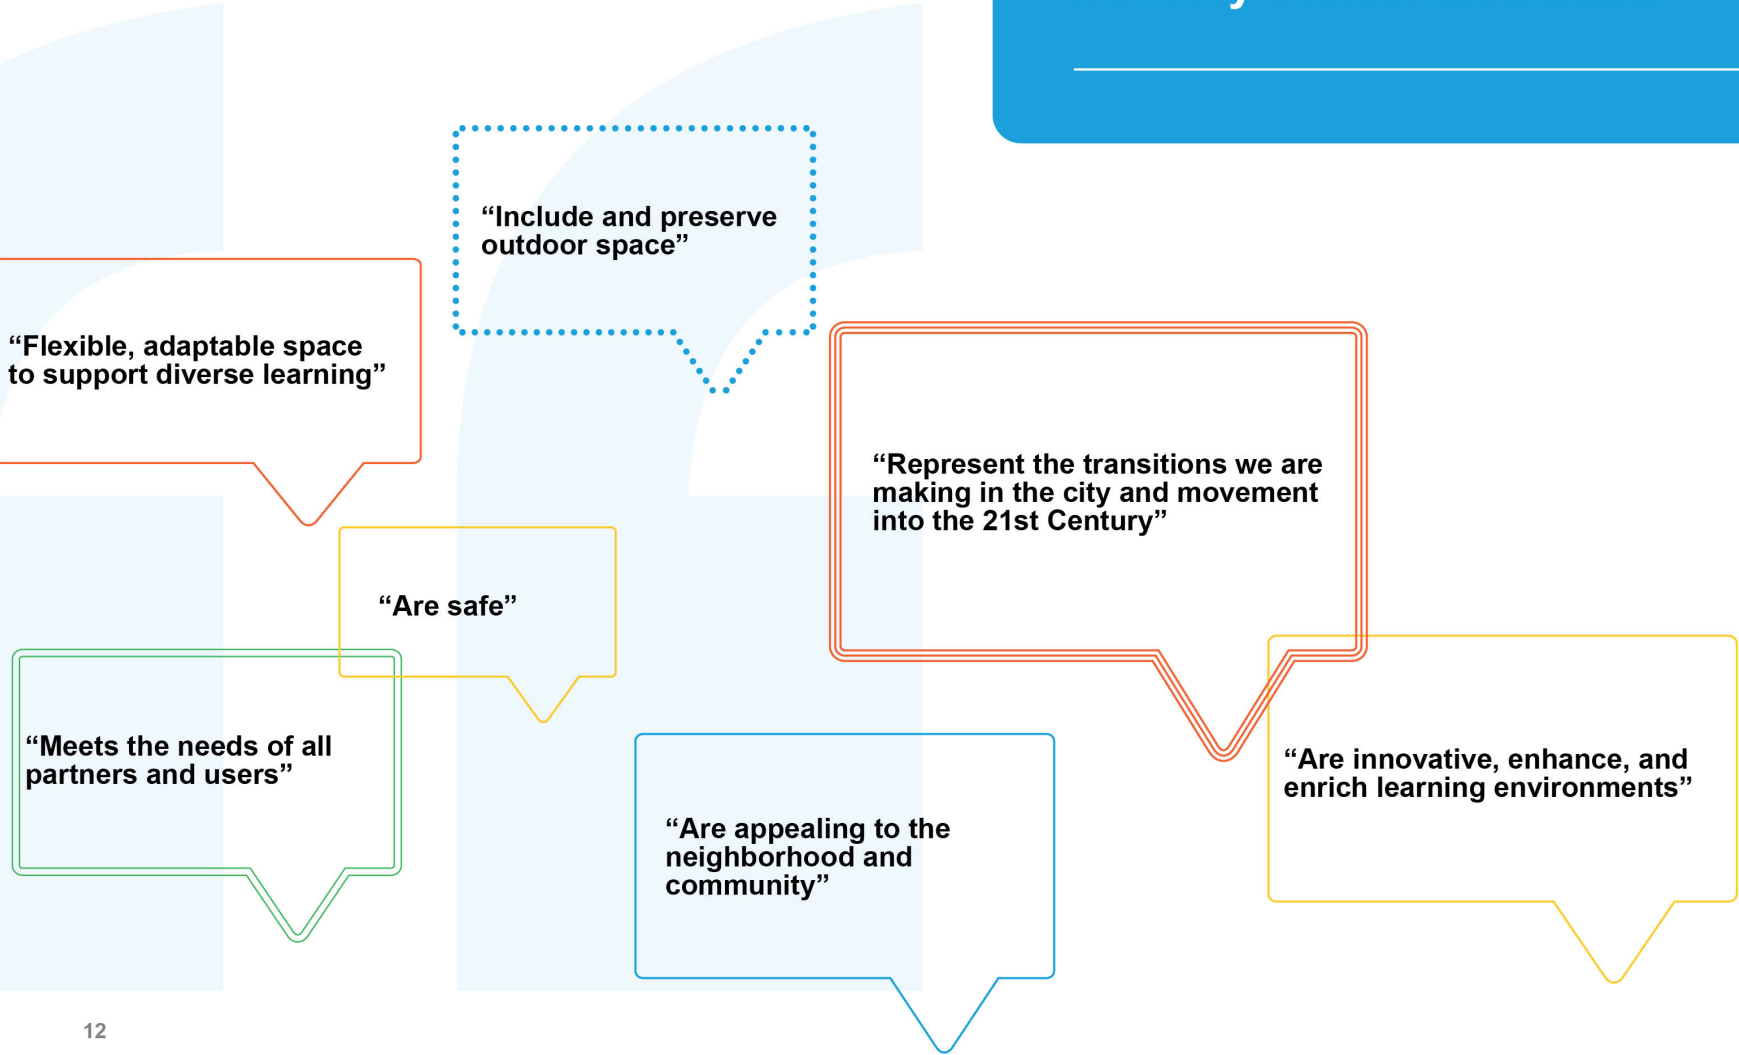 “Include and preserve
outdoor space”
“Flexible, adaptable space
to support diverse learning”
“Represent the transitions we are
making in the city and movement
into the 21st Century”
“Are safe”
“Meets the needs of all
partners and users”
“Are innovative, enhance, and
enrich learning environments”
“Are appealing to the
neighborhood and
community”
12